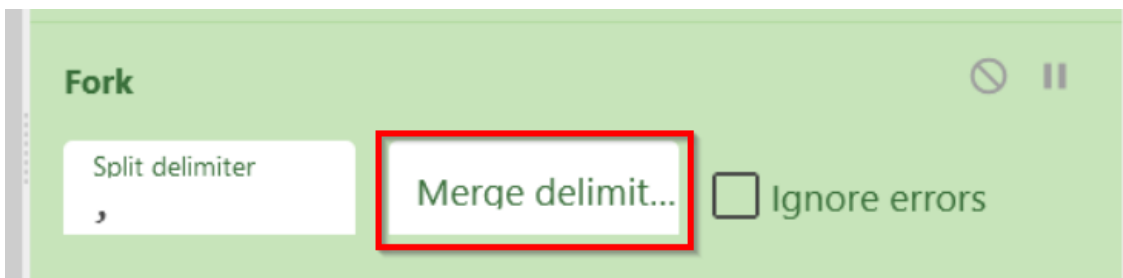 Fork
Split delimiter
,
Merge delimit...
Ignore errors